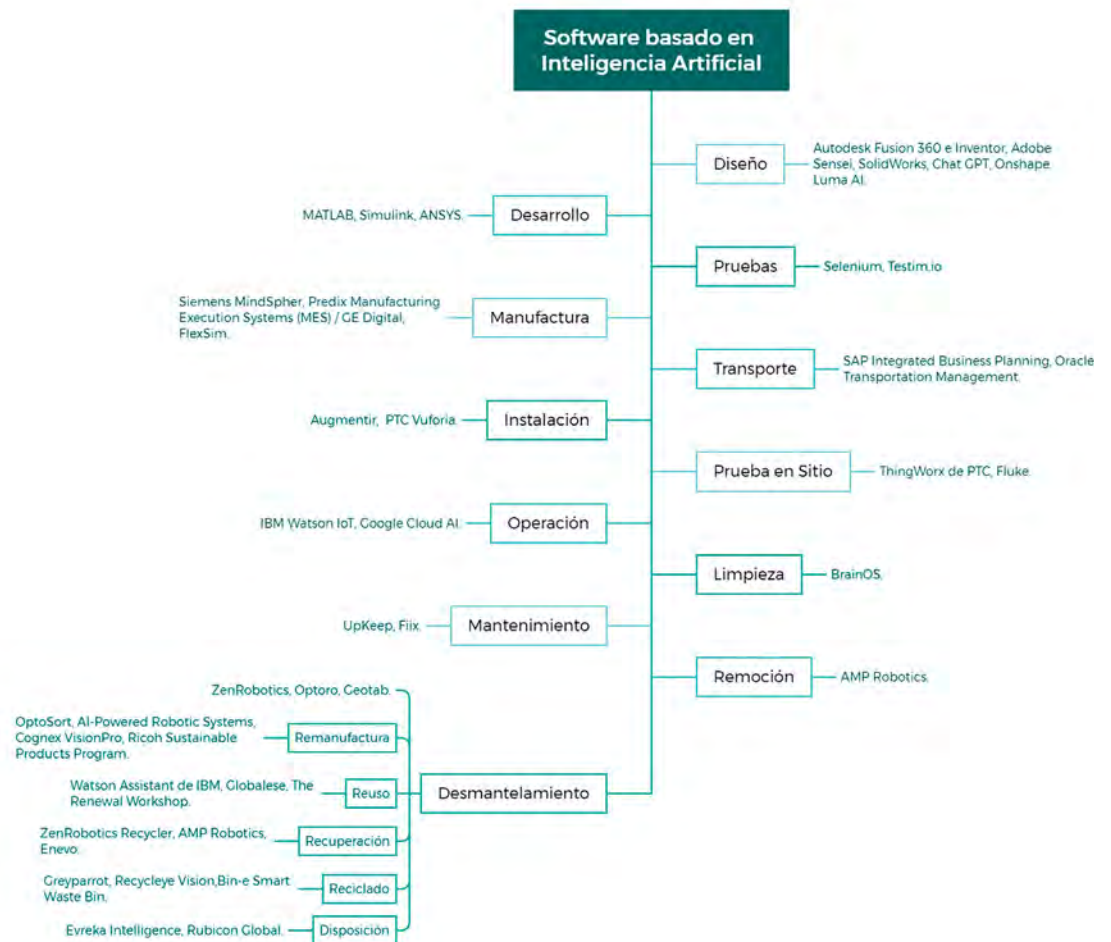 Software basado en
Inteligencia Artificial
Diseño
Autodesk Fusion 360 e Inventor, Adobe
Sensei, SolidWorks, Chat GPT, Onshape
Luma AI.
MATLAB, Simulink, ANSYS.
Desarrollo
Pruebas
Selenium, Testim.io
Siemens MindSpher, Predix Manufacturing
Execution Systems (MES) / GE Digital,
FlexSim.
Manufactura
Transporte
SAP Integrated Business Planning, Oracle
Transportation Management.
Augmentir, PTC Vuforia.
Instalación
Prueba en Sitio
ThingWorx de PTC, Fluke.
IBM Watson IoT, Google Cloud AI.
Operación
Limpieza
BrainOS.
UpKeep, Fiix.
Mantenimiento
Remoción
AMP Robotics.
Desmantelamiento
ZenRobotics, Optoro, Geotab.
OptoSort, AI-Powered Robotic Systems,
Cognex VisionPro, Ricoh Sustainable
Products Program.
Remanufactura
Watson Assistant de IBM, Globalese, The
Renewal Workshop.
Reuso
ZenRobotics Recycler, AMP Robotics,
Enevo.
Recuperación
Greyparrot, Recycleye Vision,Bin-e Smart
Waste Bin.
Reciclado
Evreka Intelligence, Rubicon Global.
Disposición